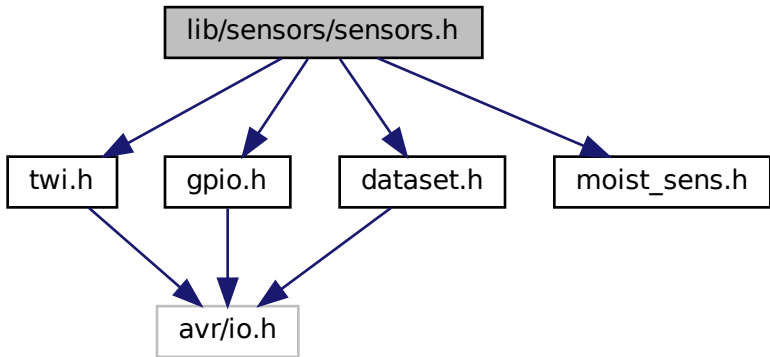 lib/sensors/sensors.h
twi.h
gpio.h
dataset.h
moist_sens.h
avr/io.h